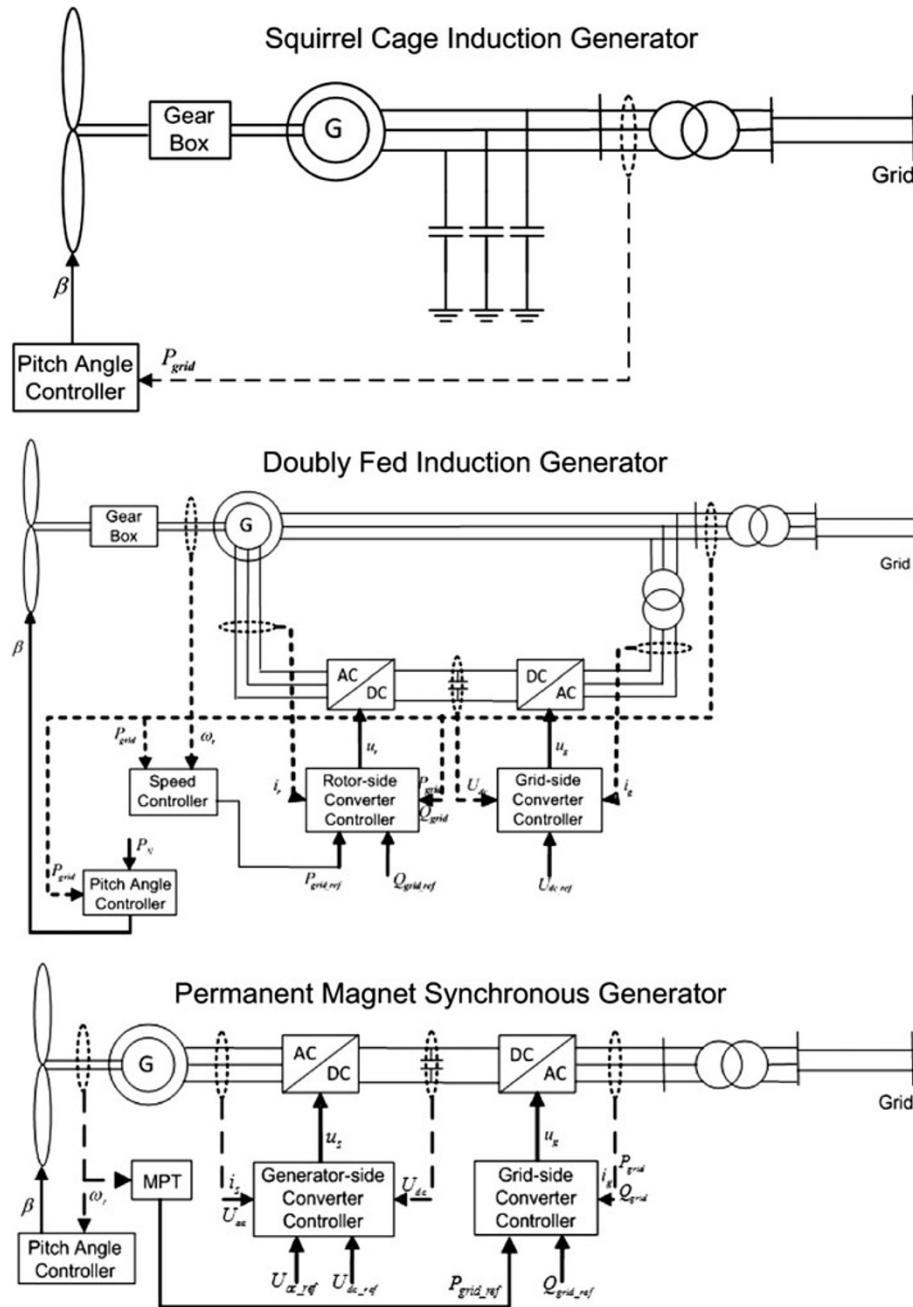 Squirrel Cage Induction Generator
Gear
Box
G
Grid
β
Pitch Angle
Controller
P_grid
Doubly Fed Induction Generator
Gear
Box
G
Grid
β
AC
DC
DC
AC
P_grid
ω_r
u_r
u_g
Speed
Controller
i_r
Rotor-side
Converter
Controller
P_grid
Q_grid
U_dc
Grid-side
Converter
Controller
i_g
P_N
P_grid
Pitch Angle
Controller
P_grid_ref
Q_grid_ref
U_dc_ref
Permanent Magnet Synchronous Generator
G
AC
DC
DC
AC
Grid
u_s
u_g
β
ω_r
MPT
i_s
U_ac
Generator-side
Converter
Controller
U_dc
Grid-side
Converter
Controller
i_g
P_grid
Q_grid
Pitch Angle
Controller
U_ac_ref
U_dc_ref
P_grid_ref
Q_grid_ref